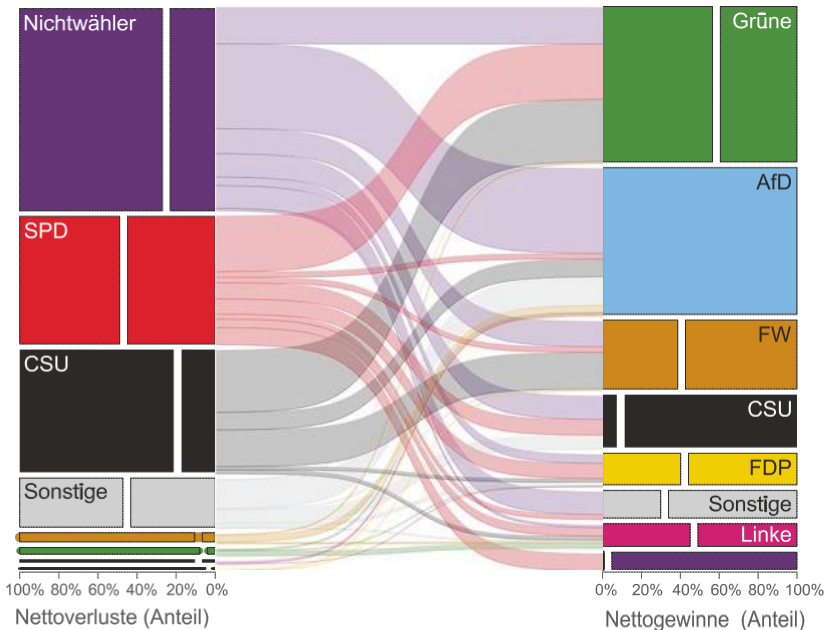 Nichtwähler
SPD
CSU
Sonstige
100% 80% 60% 40% 20% 0%
Nettoverluste (Anteil)
Grüne
AfD
FW
CSU
FDP
Sonstige
Linke
0% 20% 40% 60% 80% 100%
Nettogewinne (Anteil)